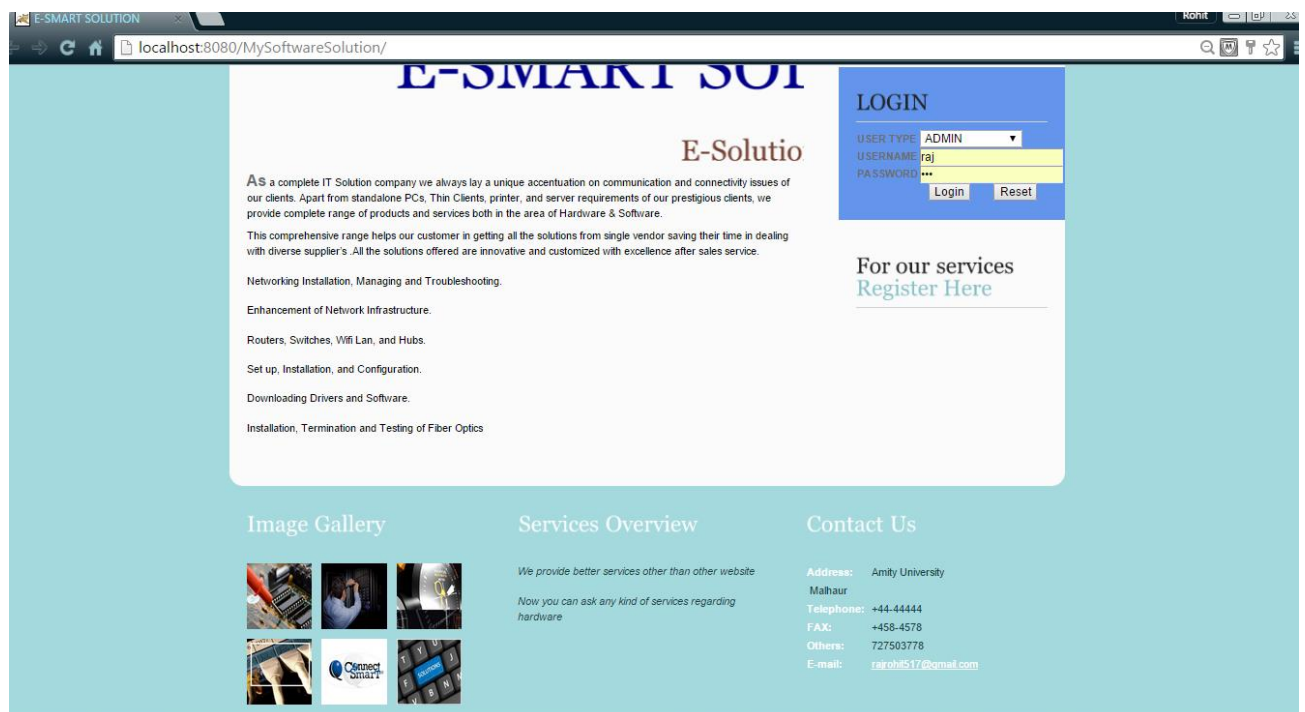 E-SMART SOLUTION
Rohit
localhost:8080/MySoftwareSolution/
E-SMART SOL
E-Solutio
As a complete IT Solution company we always lay a unique accentuation on communication and connectivity issues of
our clients. Apart from standalone PCs, Thin Clients, printer, and server requirements of our prestigious clients, we
provide complete range of products and services both in the area of Hardware & Software.
This comprehensive range helps our customer in getting all the solutions from single vendor saving their time in dealing
with diverse supplier's .All the solutions offered are innovative and customized with excellence after sales service.
Networking Installation, Managing and Troubleshooting.
Enhancement of Network Infrastructure.
Routers, Switches, Wifi Lan, and Hubs.
Set up, Installation, and Configuration.
Downloading Drivers and Software.
Installation, Termination and Testing of Fiber Optics
LOGIN
USER TYPE ADMIN
USERNAME raj
PASSWORD •••
Login Reset
For our services
Register Here
Image Gallery
Connect
Smart
SOLUTIONS
Services Overview
We provide better services other than other website
Now you can ask any kind of services regarding
hardware
Contact Us
Address: Amity University
Malhaur
Telephone: +44-44444
FAX: +458-4578
Others: 727503778
E-mail: rajrohit517@gmail.com